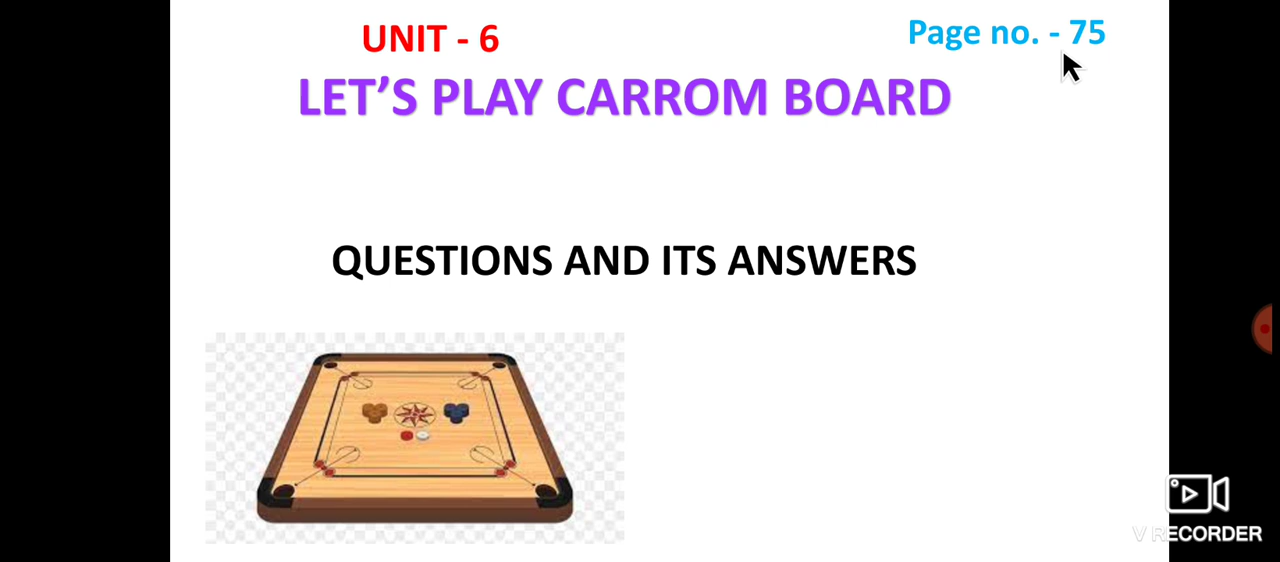 UNIT - 6
Page no. - 75
LET’S PLAY CARROM BOARD
QUESTIONS AND ITS ANSWERS
V RECORDER